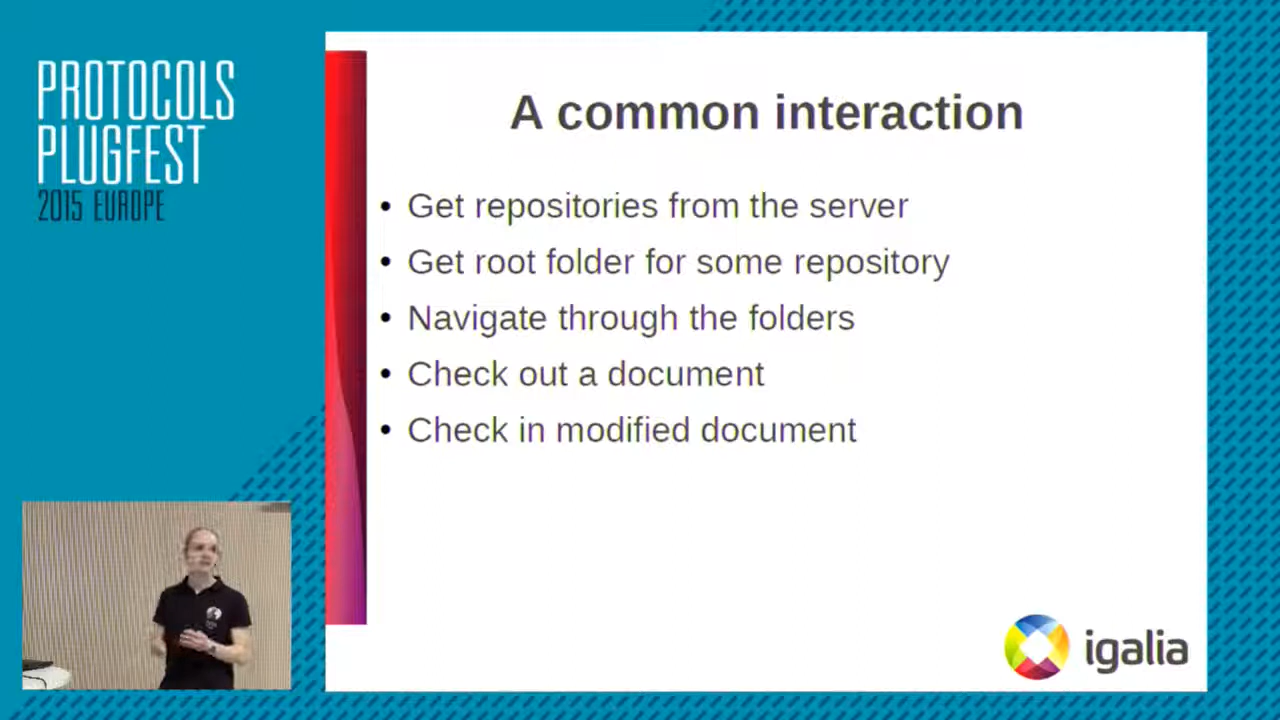 PROTOCOLS
PLUGFEST
2015 EUROPE
A common interaction
• Get repositories from the server
• Get root folder for some repository
• Navigate through the folders
• Check out a document
• Check in modified document
igalia